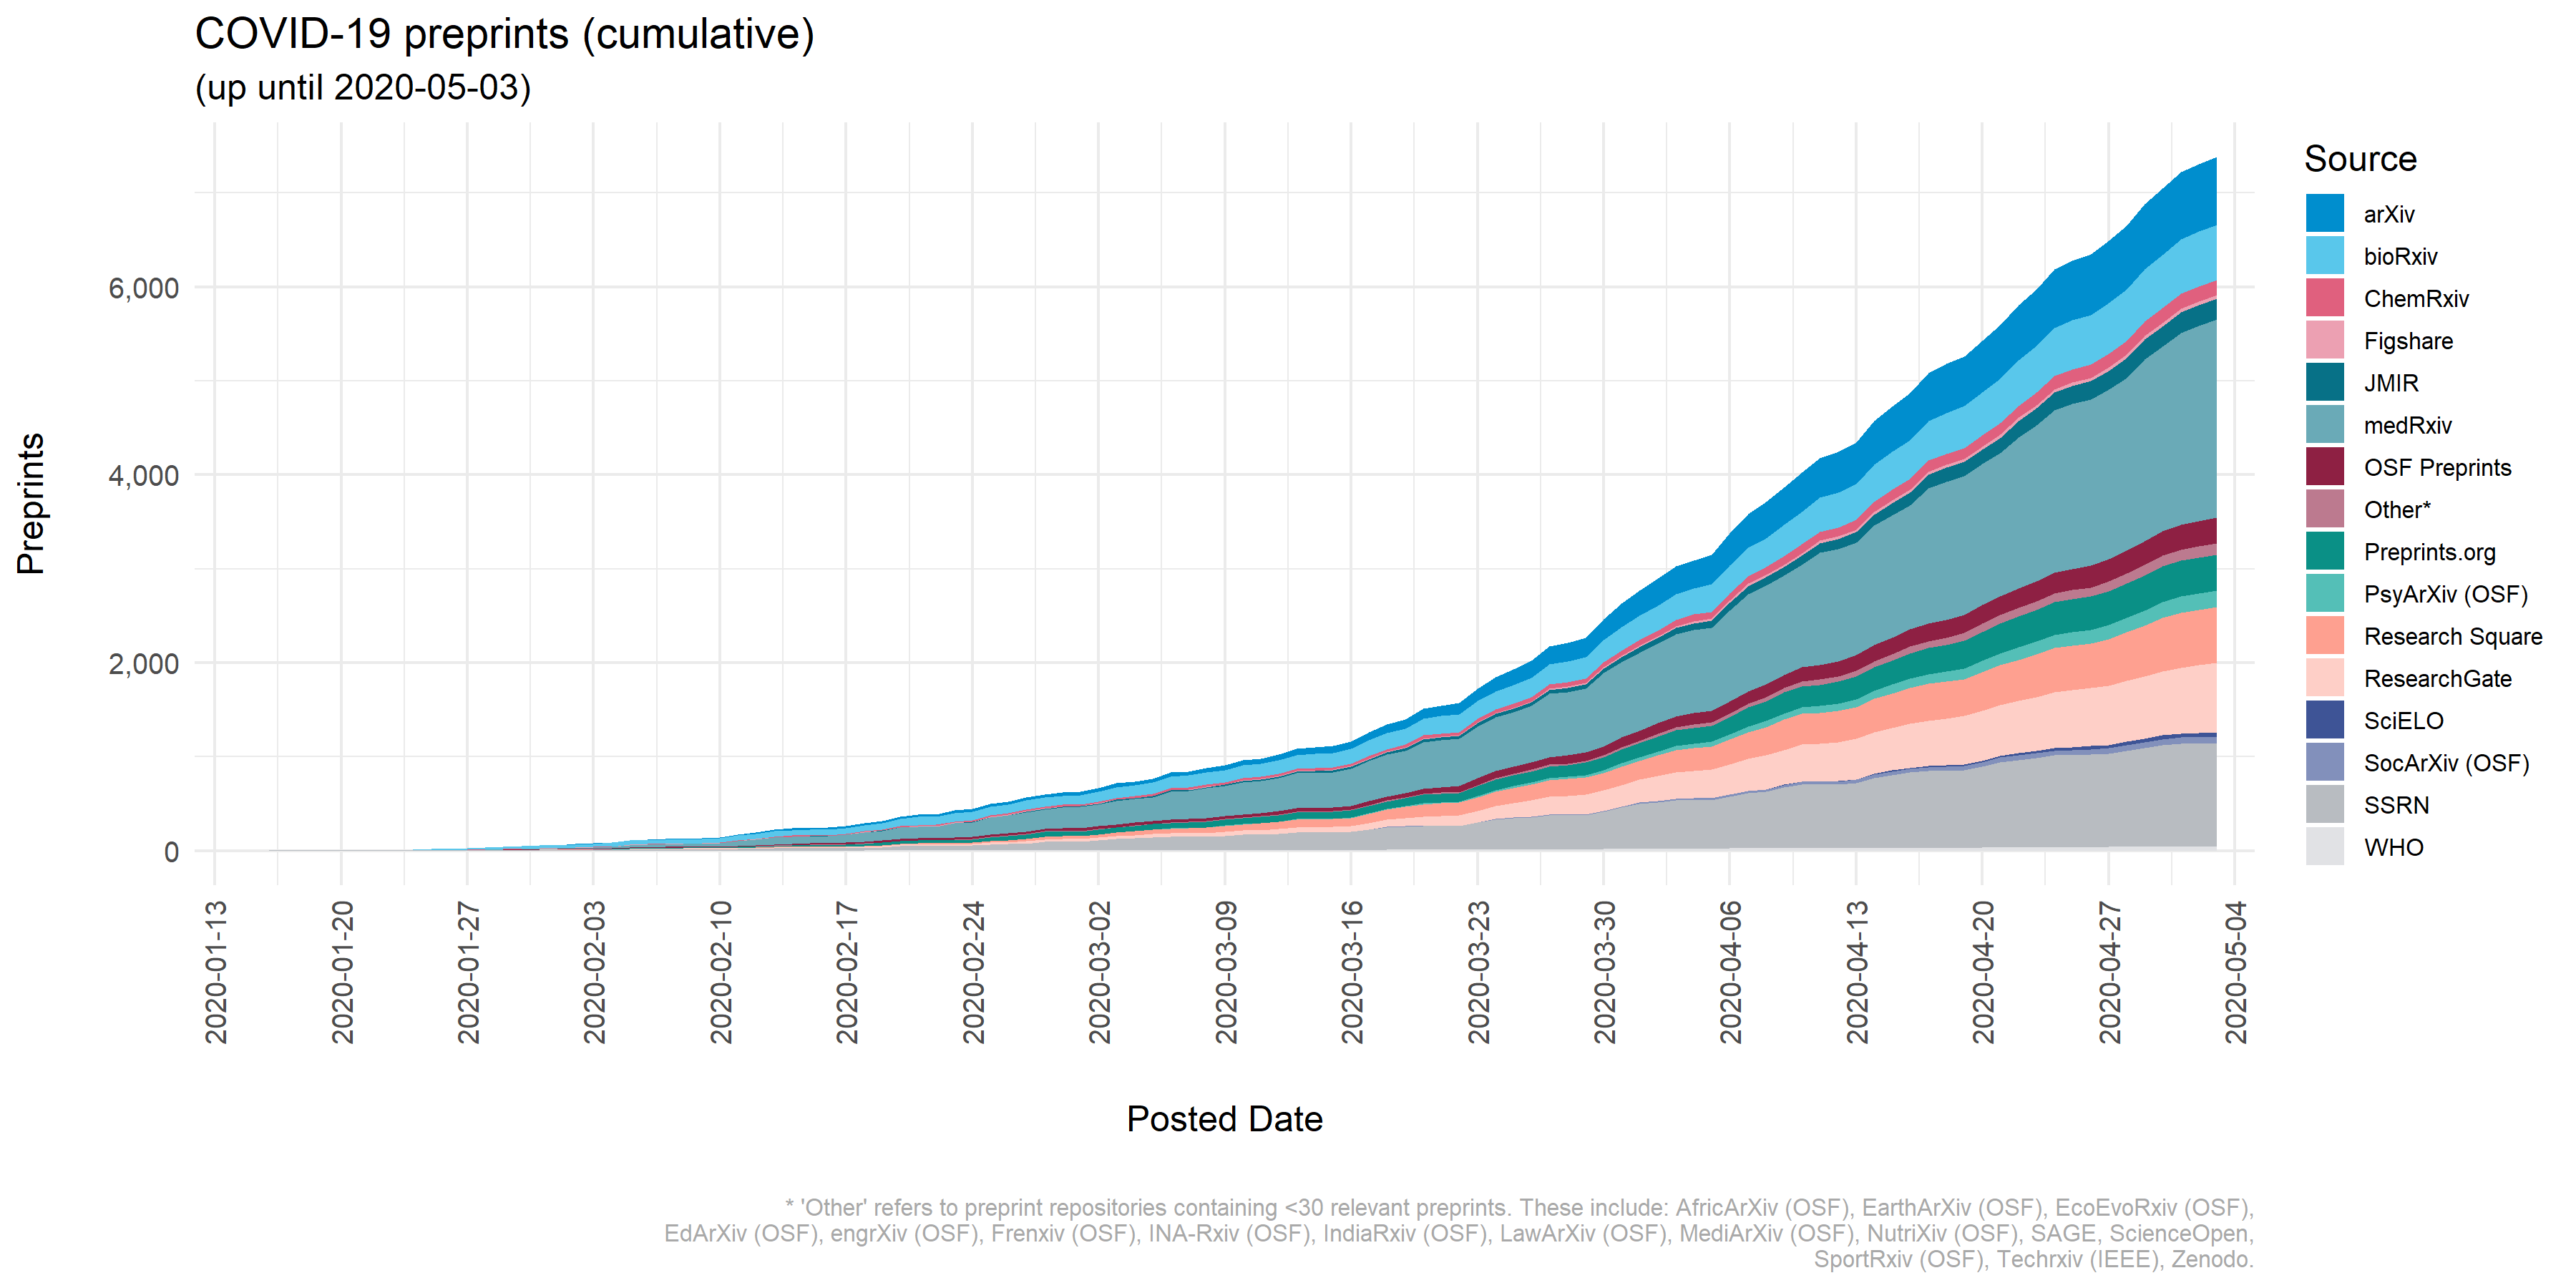 COVID-19 preprints (cumulative)
(up until 2020-05-03)
Preprints
6,000
4,000
2,000
0
2020-01-13
2020-01-20
2020-01-27
2020-02-03
2020-02-10
2020-02-17
2020-02-24
2020-03-02
2020-03-09
2020-03-16
2020-03-23
2020-03-30
2020-04-06
2020-04-13
2020-04-20
2020-04-27
2020-05-04
Posted Date
Source
arXiv
bioRxiv
ChemRxiv
Figshare
JMIR
medRxiv
OSF Preprints
Other*
Preprints.org
PsyArXiv (OSF)
Research Square
ResearchGate
SciELO
SocArXiv (OSF)
SSRN
WHO
* 'Other' refers to preprint repositories containing <30 relevant preprints. These include: AfricArXiv (OSF), EarthArXiv (OSF), EcoEvoRxiv (OSF),
EdArXiv (OSF), engrXiv (OSF), Frenxiv (OSF), INA-Rxiv (OSF), IndiaRxiv (OSF), LawArXiv (OSF), MediArXiv (OSF), NutriXiv (OSF), SAGE, ScienceOpen,
SportRxiv (OSF), Techrxiv (IEEE), Zenodo.